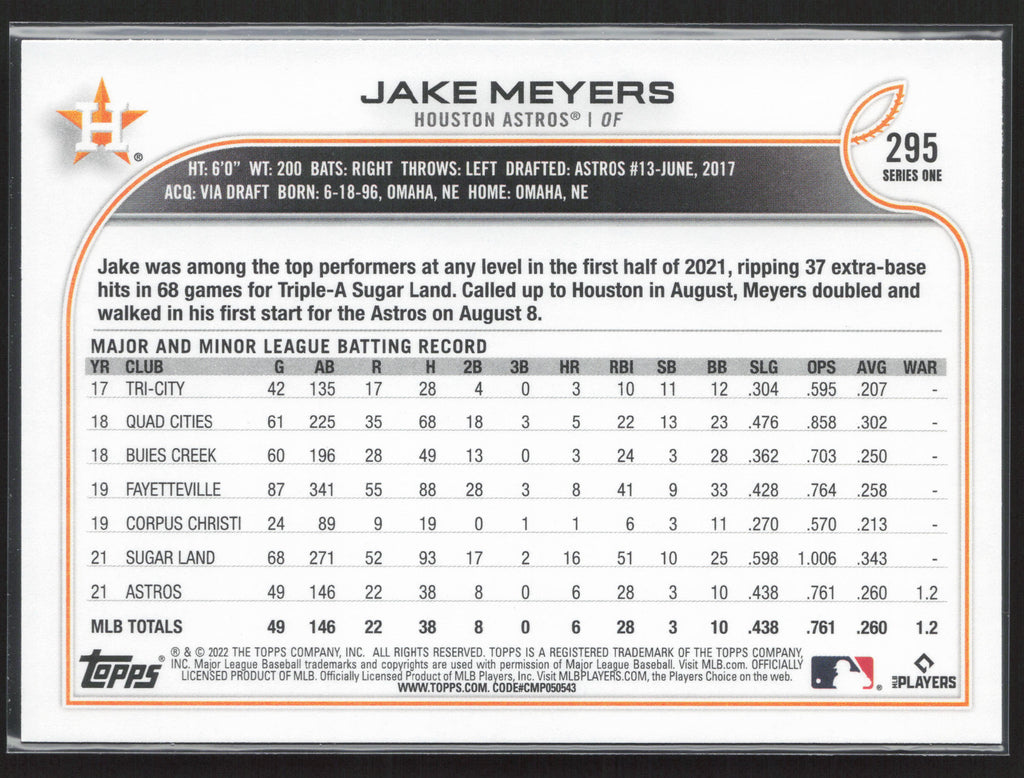 JAKE MEYERS
HOUSTON ASTROS® | OF
H
®
295
SERIES ONE
HT: 6'0" WT: 200 BATS: RIGHT THROWS: LEFT DRAFTED: ASTROS #13-JUNE, 2017
ACQ: VIA DRAFT BORN: 6-18-96, OMAHA, NE HOME: OMAHA, NE
Jake was among the top performers at any level in the first half of 2021, ripping 37 extra-base
hits in 68 games for Triple-A Sugar Land. Called up to Houston in August, Meyers doubled and
walked in his first start for the Astros on August 8.
MAJOR AND MINOR LEAGUE BATTING RECORD
YR CLUB G AB R H 2B 3B HR RBI SB BB SLG OPS AVG WAR
17 TRI-CITY 42 135 17 28 4 0 3 10 11 12 .304 .595 .207 -
18 QUAD CITIES 61 225 35 68 18 3 5 22 13 23 .476 .858 .302 -
18 BUIES CREEK 60 196 28 49 13 0 3 24 3 28 .362 .703 .250 -
19 FAYETTEVILLE 87 341 55 88 28 3 8 41 9 33 .428 .764 .258 -
19 CORPUS CHRISTI 24 89 9 19 0 1 1 6 3 11 .270 .570 .213 -
21 SUGAR LAND 68 271 52 93 17 2 16 51 10 25 .598 1.006 .343 -
21 ASTROS 49 146 22 38 8 0 6 28 3 10 .438 .761 .260 1.2
MLB TOTALS 49 146 22 38 8 0 6 28 3 10 .438 .761 .260 1.2
topps®
® & © 2022 THE TOPPS COMPANY, INC. ALL RIGHTS RESERVED. TOPPS IS A REGISTERED TRADEMARK OF THE TOPPS COMPANY,
INC. Major League Baseball trademarks and copyrights are used with permission of Major League Baseball. Visit MLB.com. OFFICIALLY
LICENSED PRODUCT OF MLB. Officially Licensed Product of MLB Players, Inc. Visit MLBPLAYERS.COM, the Players Choice on the web.
WWW.TOPPS.COM. CODE#CMP050543
®
MLB PLAYERS